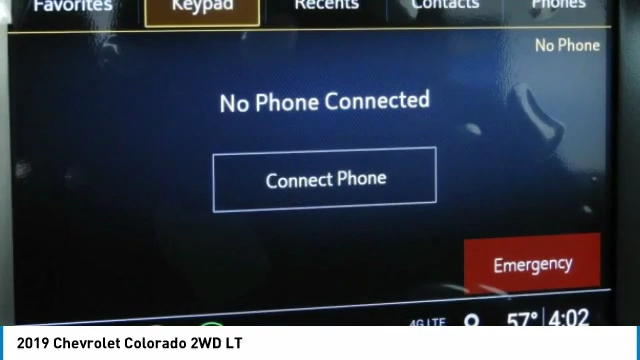 Favorites Keypad Recents Contacts Phones
No Phone
No Phone Connected
Connect Phone
Emergency
4G LTE 57° 4:02
2019 Chevrolet Colorado 2WD LT